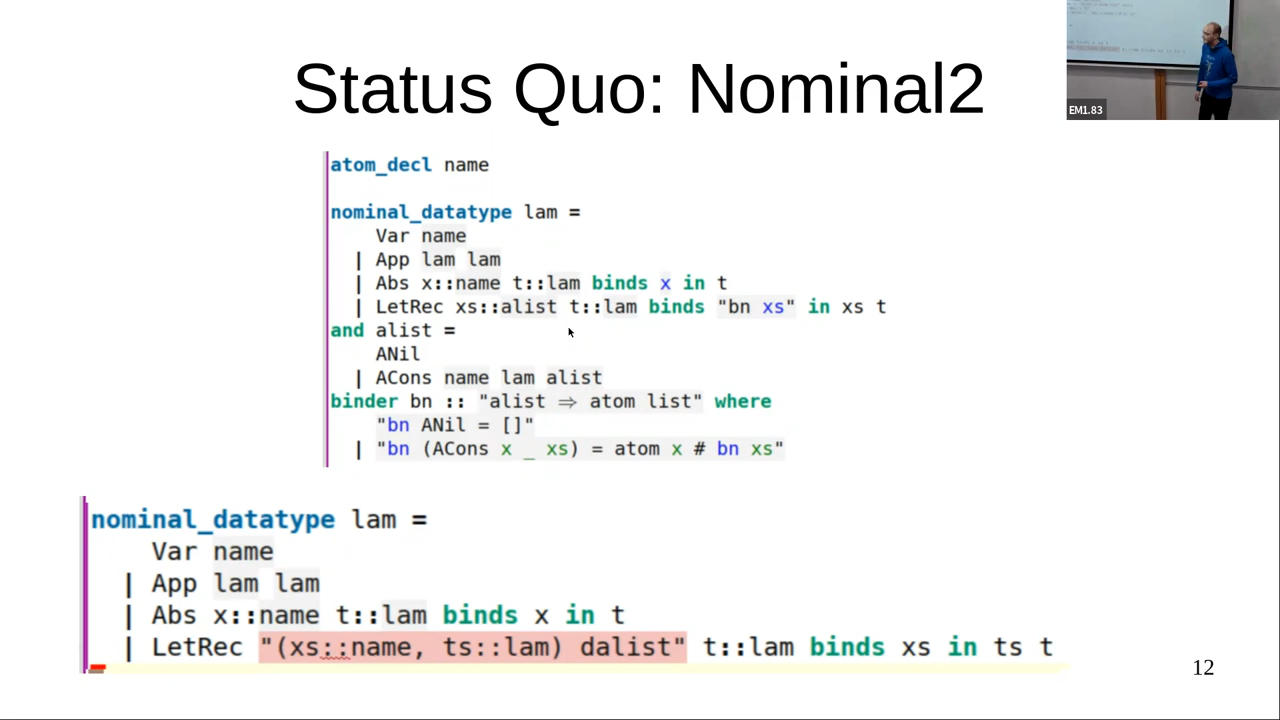 Status Quo: Nominal2
EM1.83
atom_decl name
nominal_datatype lam =
Var name
| App lam lam
| Abs x::name t::lam binds x in t
| LetRec xs::alist t::lam binds "bn xs" in xs t
and alist =
ANil
| ACons name lam alist
binder bn :: "alist ⇒ atom list" where
"bn ANil = []"
| "bn (ACons x _ xs) = atom x # bn xs"
nominal_datatype lam =
Var name
| App lam lam
| Abs x::name t::lam binds x in t
| LetRec "(xs::name, ts::lam) dalist" t::lam binds xs in ts t
12